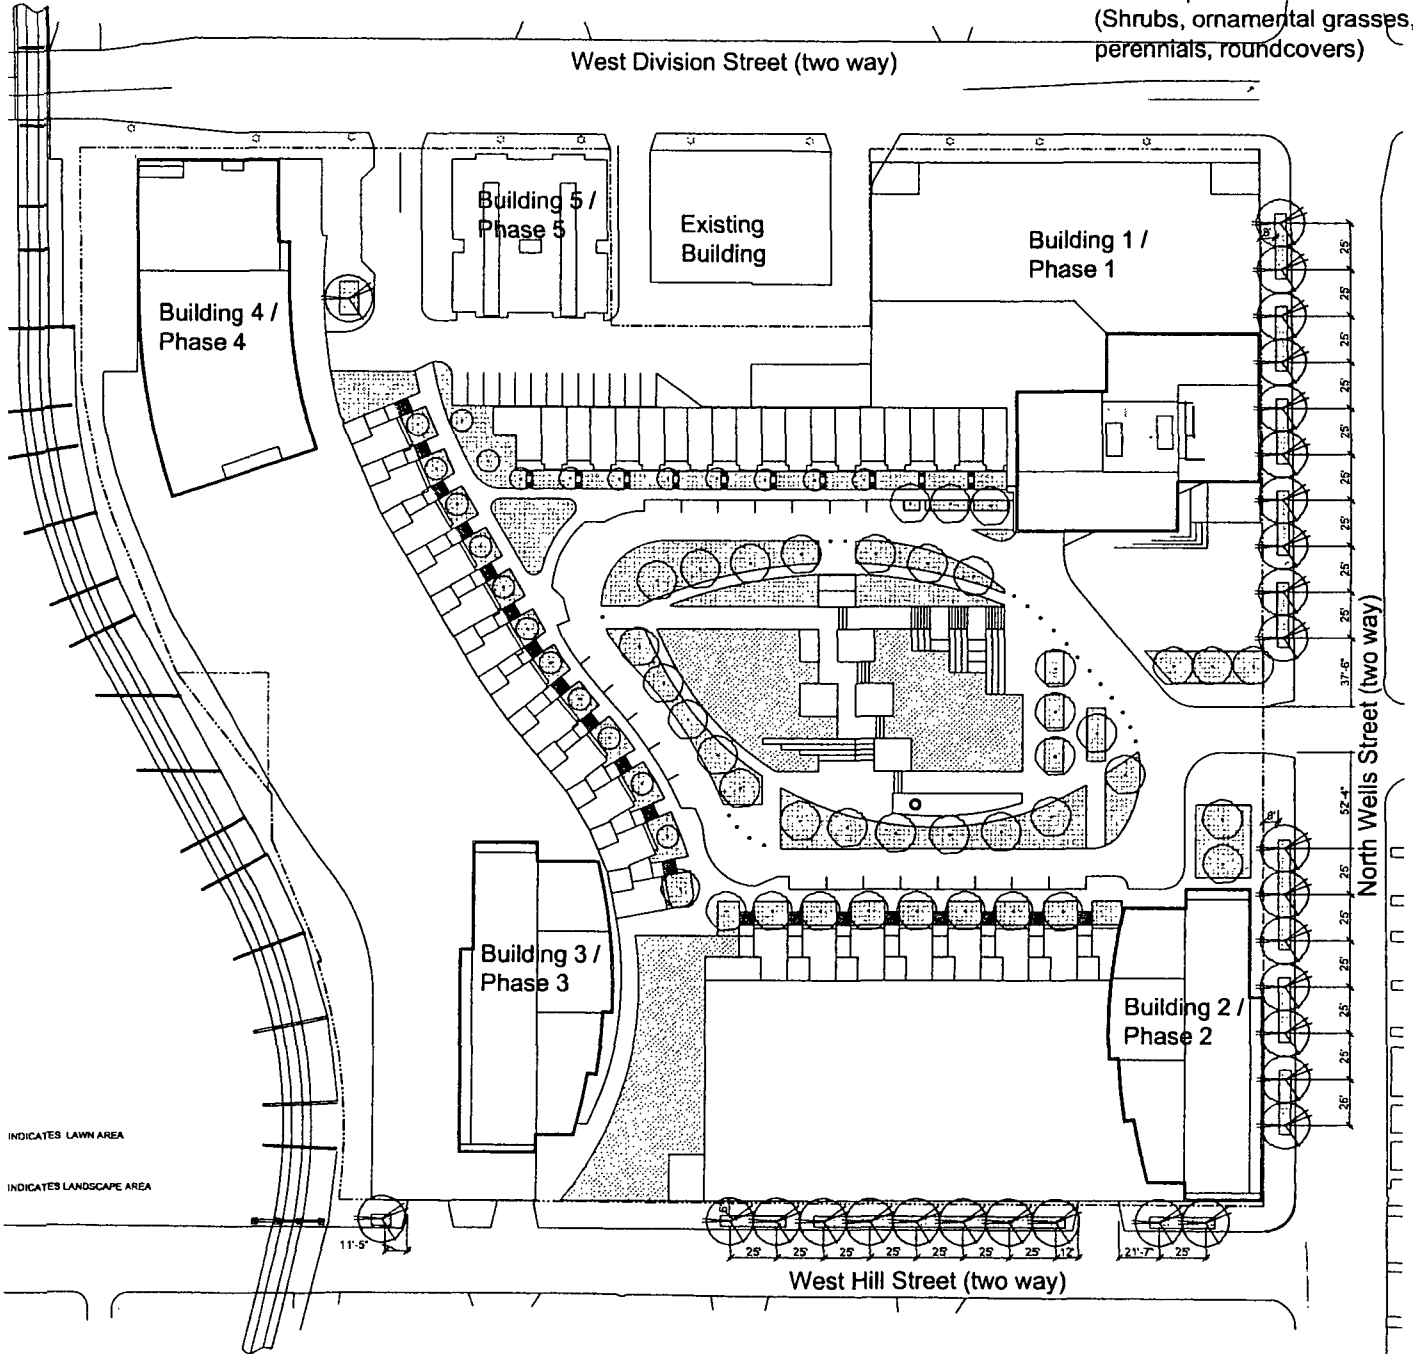 (Shrubs, ornamental grasses,
perennials, roundcovers)
West Division Street (two way)
Building 5 /
Phase 5
Existing
Building
Building 1 /
Phase 1
Building 4 /
Phase 4
8'
25'
25'
25'
25'
25'
25'
25'
25'
25'
37'-6"
North Wells Street (two way)
52'-4"
8'
25'
25'
25'
25'
25'
26'
Building 3 /
Phase 3
Building 2 /
Phase 2
INDICATES LAWN AREA
INDICATES LANDSCAPE AREA
11'-5"
25'
25'
25'
25'
25'
25'
25'
12'
21'-7"
25'
West Hill Street (two way)